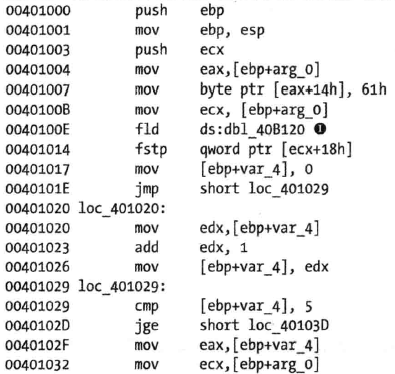 00401000 push ebp
00401001 mov ebp, esp
00401003 push ecx
00401004 mov eax,[ebp+arg_0]
00401007 mov byte ptr [eax+14h], 61h
0040100B mov ecx, [ebp+arg_0]
0040100E fld ds:dbl_40B120 ❶
00401014 fstp qword ptr [ecx+18h]
00401017 mov [ebp+var_4], 0
0040101E jmp short loc_401029
00401020 loc_401020:
00401020 mov edx,[ebp+var_4]
00401023 add edx, 1
00401026 mov [ebp+var_4], edx
00401029 loc_401029:
00401029 cmp [ebp+var_4], 5
0040102D jge short loc_40103D
0040102F mov eax,[ebp+var_4]
00401032 mov ecx,[ebp+arg_0]